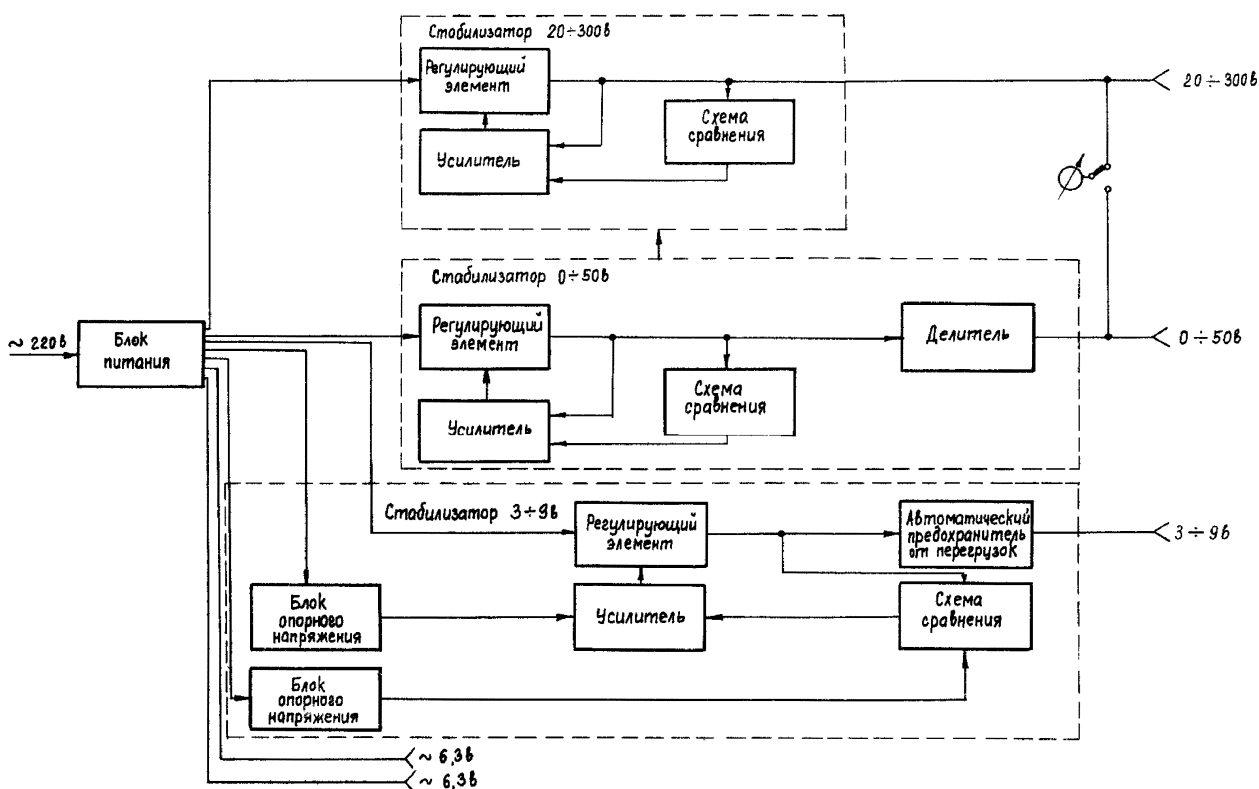 Стабилизатор 20÷300в
Регулирующий
элемент
Усилитель
Схема
сравнения
20÷300в
Стабилизатор 0÷50в
Регулирующий
элемент
Усилитель
Схема
сравнения
Делитель
0÷50в
~ 220в
Блок
питания
Стабилизатор 3÷9в
Регулирующий
элемент
Автоматический
предохранитель
от перегрузок
3÷9в
Блок
опорного
напряжения
Усилитель
Схема
сравнения
Блок
опорного
напряжения
~ 6,3в
~ 6,3в